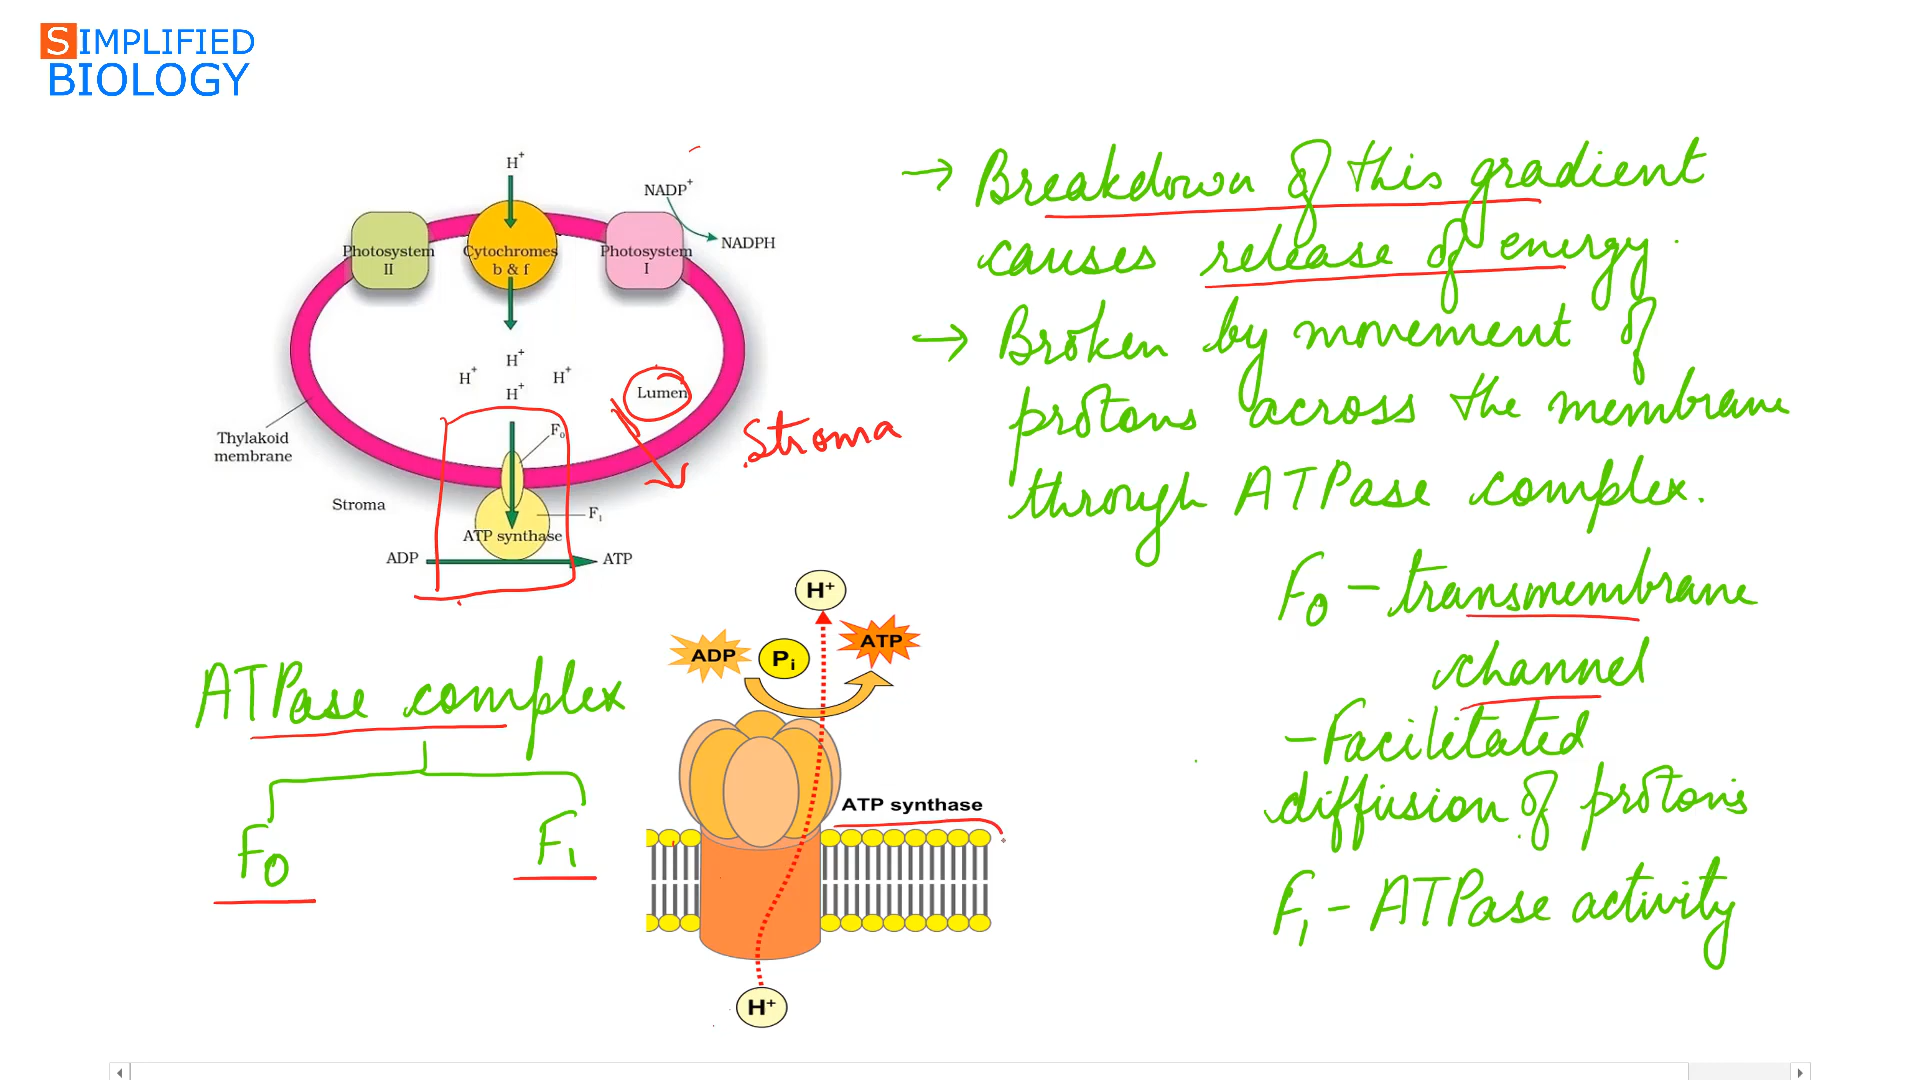 SIMPLIFIED
BIOLOGY
H+
NADP+
NADPH
Photosystem
II
Cytochromes
b & f
Photosystem
I
H+
H+
H+
H+
Lumen
F0
Stroma
Thylakoid
membrane
Stroma
F1
ATP synthase
ADP
ATP
→ Breakdown of this gradient
causes release of energy.
→ Broken by movement of
protons across the membrane
through ATPase complex.
F0 – transmembrane
channel
– Facilitated
diffusion of protons
F1 – ATPase activity
ATPase complex
F0
F1
H+
ADP
Pi
ATP
ATP synthase
H+